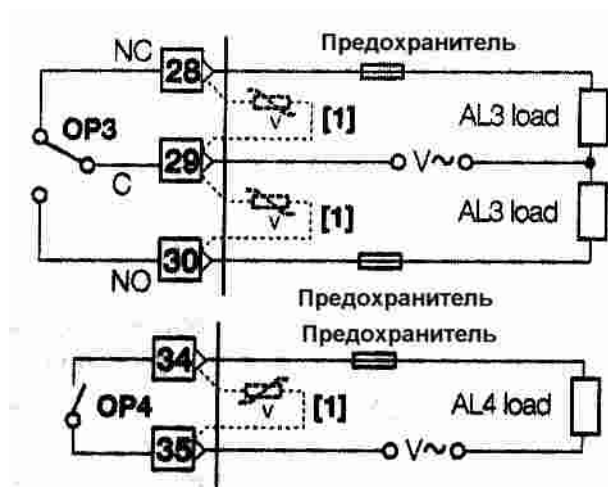 NC
28
Предохранитель
OP3
V
[1]
AL3 load
C
29
V~
V
[1]
AL3 load
NO
30
Предохранитель
Предохранитель
34
OP4
V
[1]
AL4 load
35
V~